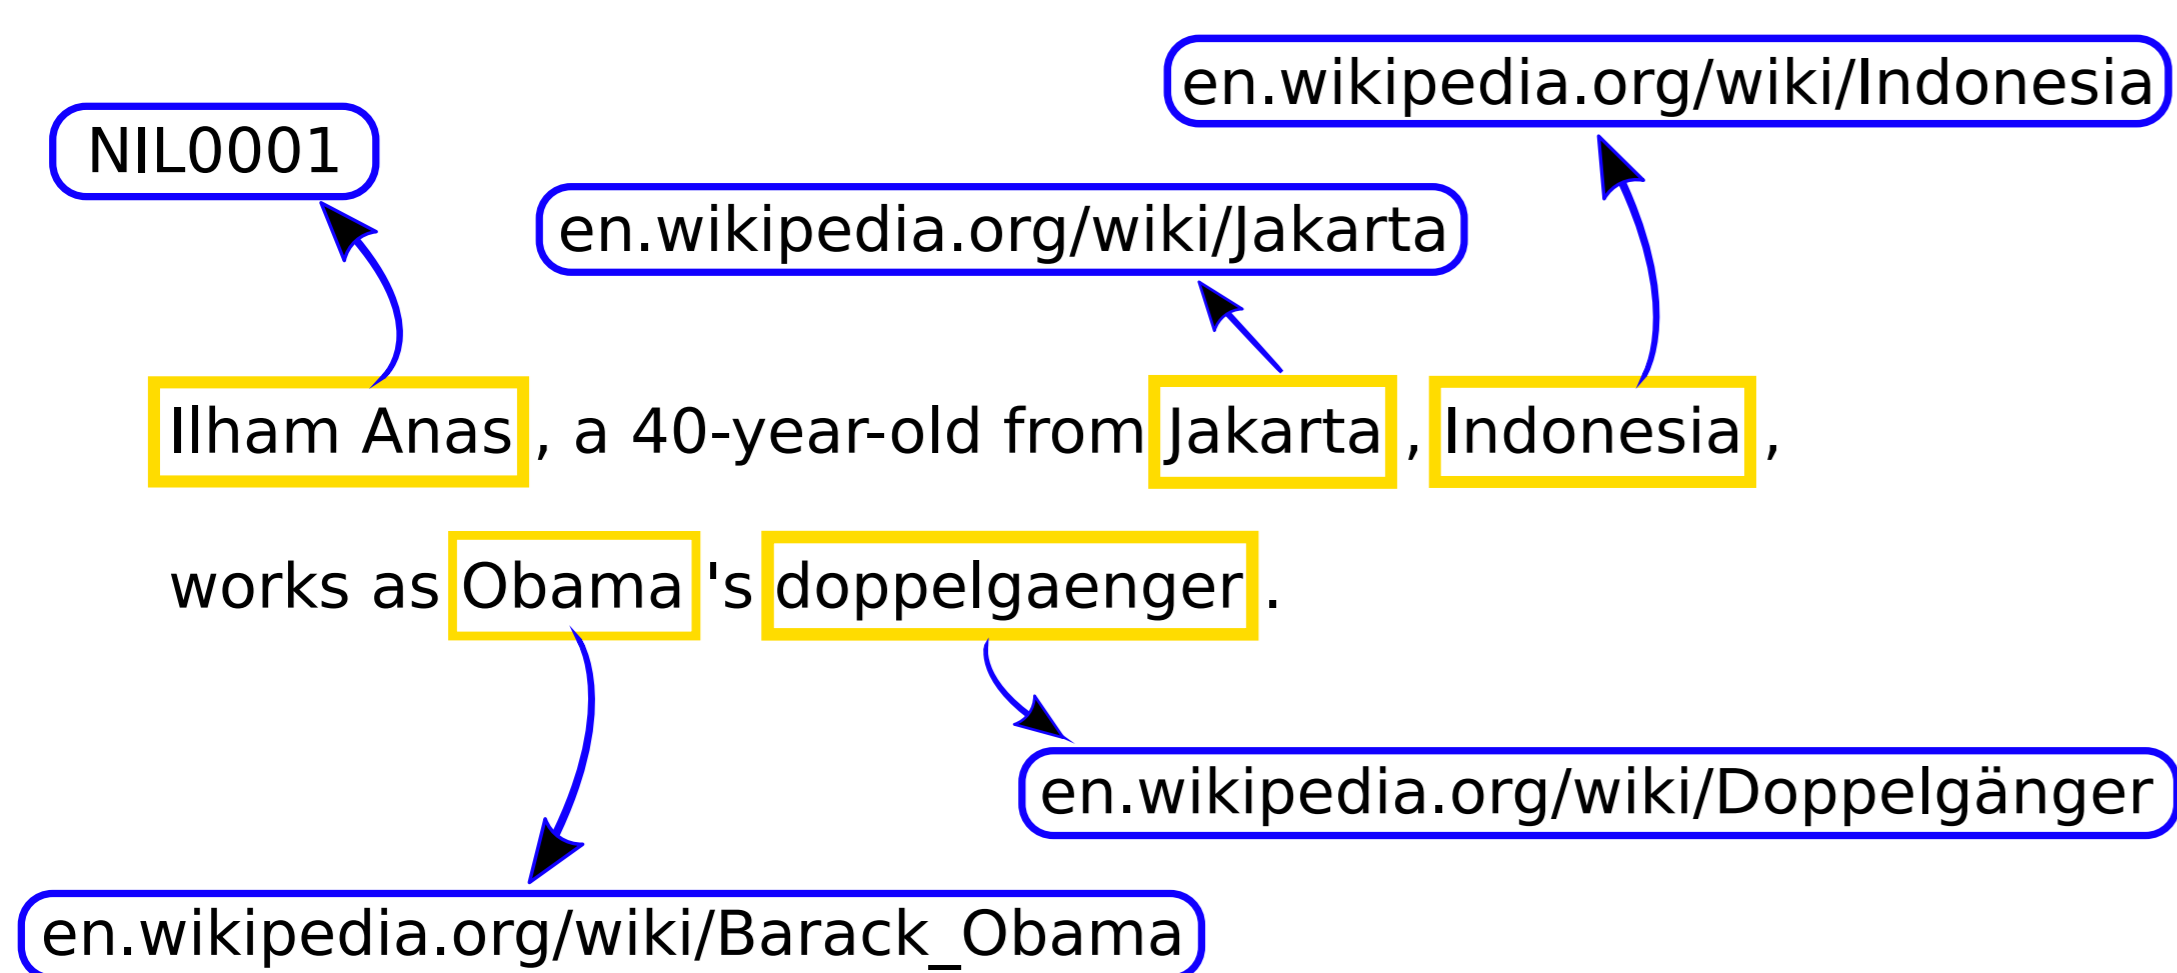 en.wikipedia.org/wiki/Indonesia
NIL0001
en.wikipedia.org/wiki/Jakarta
Ilham Anas, a 40-year-old from Jakarta, Indonesia,
works as Obama's doppelgaenger.
en.wikipedia.org/wiki/Doppelgänger
en.wikipedia.org/wiki/Barack_Obama